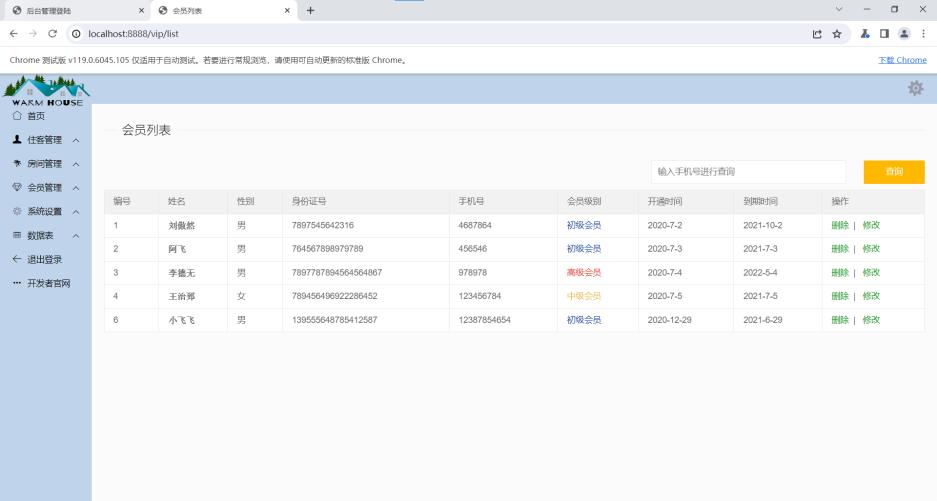 后台管理登陆
会员列表
localhost:8888/vip/list
Chrome 测试版 v119.0.6045.105 仅适用于自动测试。若要进行常规浏览，请使用可自动更新的标准版 Chrome。 下载 Chrome
WARM HOUSE
首页
住客管理
房间管理
会员管理
系统设置
数据表
退出登录
开发者官网
会员列表
输入手机号进行查询 查询
编号 姓名 性别 身份证号 手机号 会员级别 开通时间 到期时间 操作
1 刘傲然 男 7897545642316 4687864 初级会员 2020-7-2 2021-10-2 删除 | 修改
2 阿飞 男 764567898979789 456546 初级会员 2020-7-3 2021-7-3 删除 | 修改
3 李德无 男 7897787894564564867 978978 高级会员 2020-7-4 2022-5-4 删除 | 修改
4 王治郅 女 789456496922286452 123456784 中级会员 2020-7-5 2021-7-5 删除 | 修改
6 小飞飞 男 139555648785412587 12387854654 初级会员 2020-12-29 2021-6-29 删除 | 修改